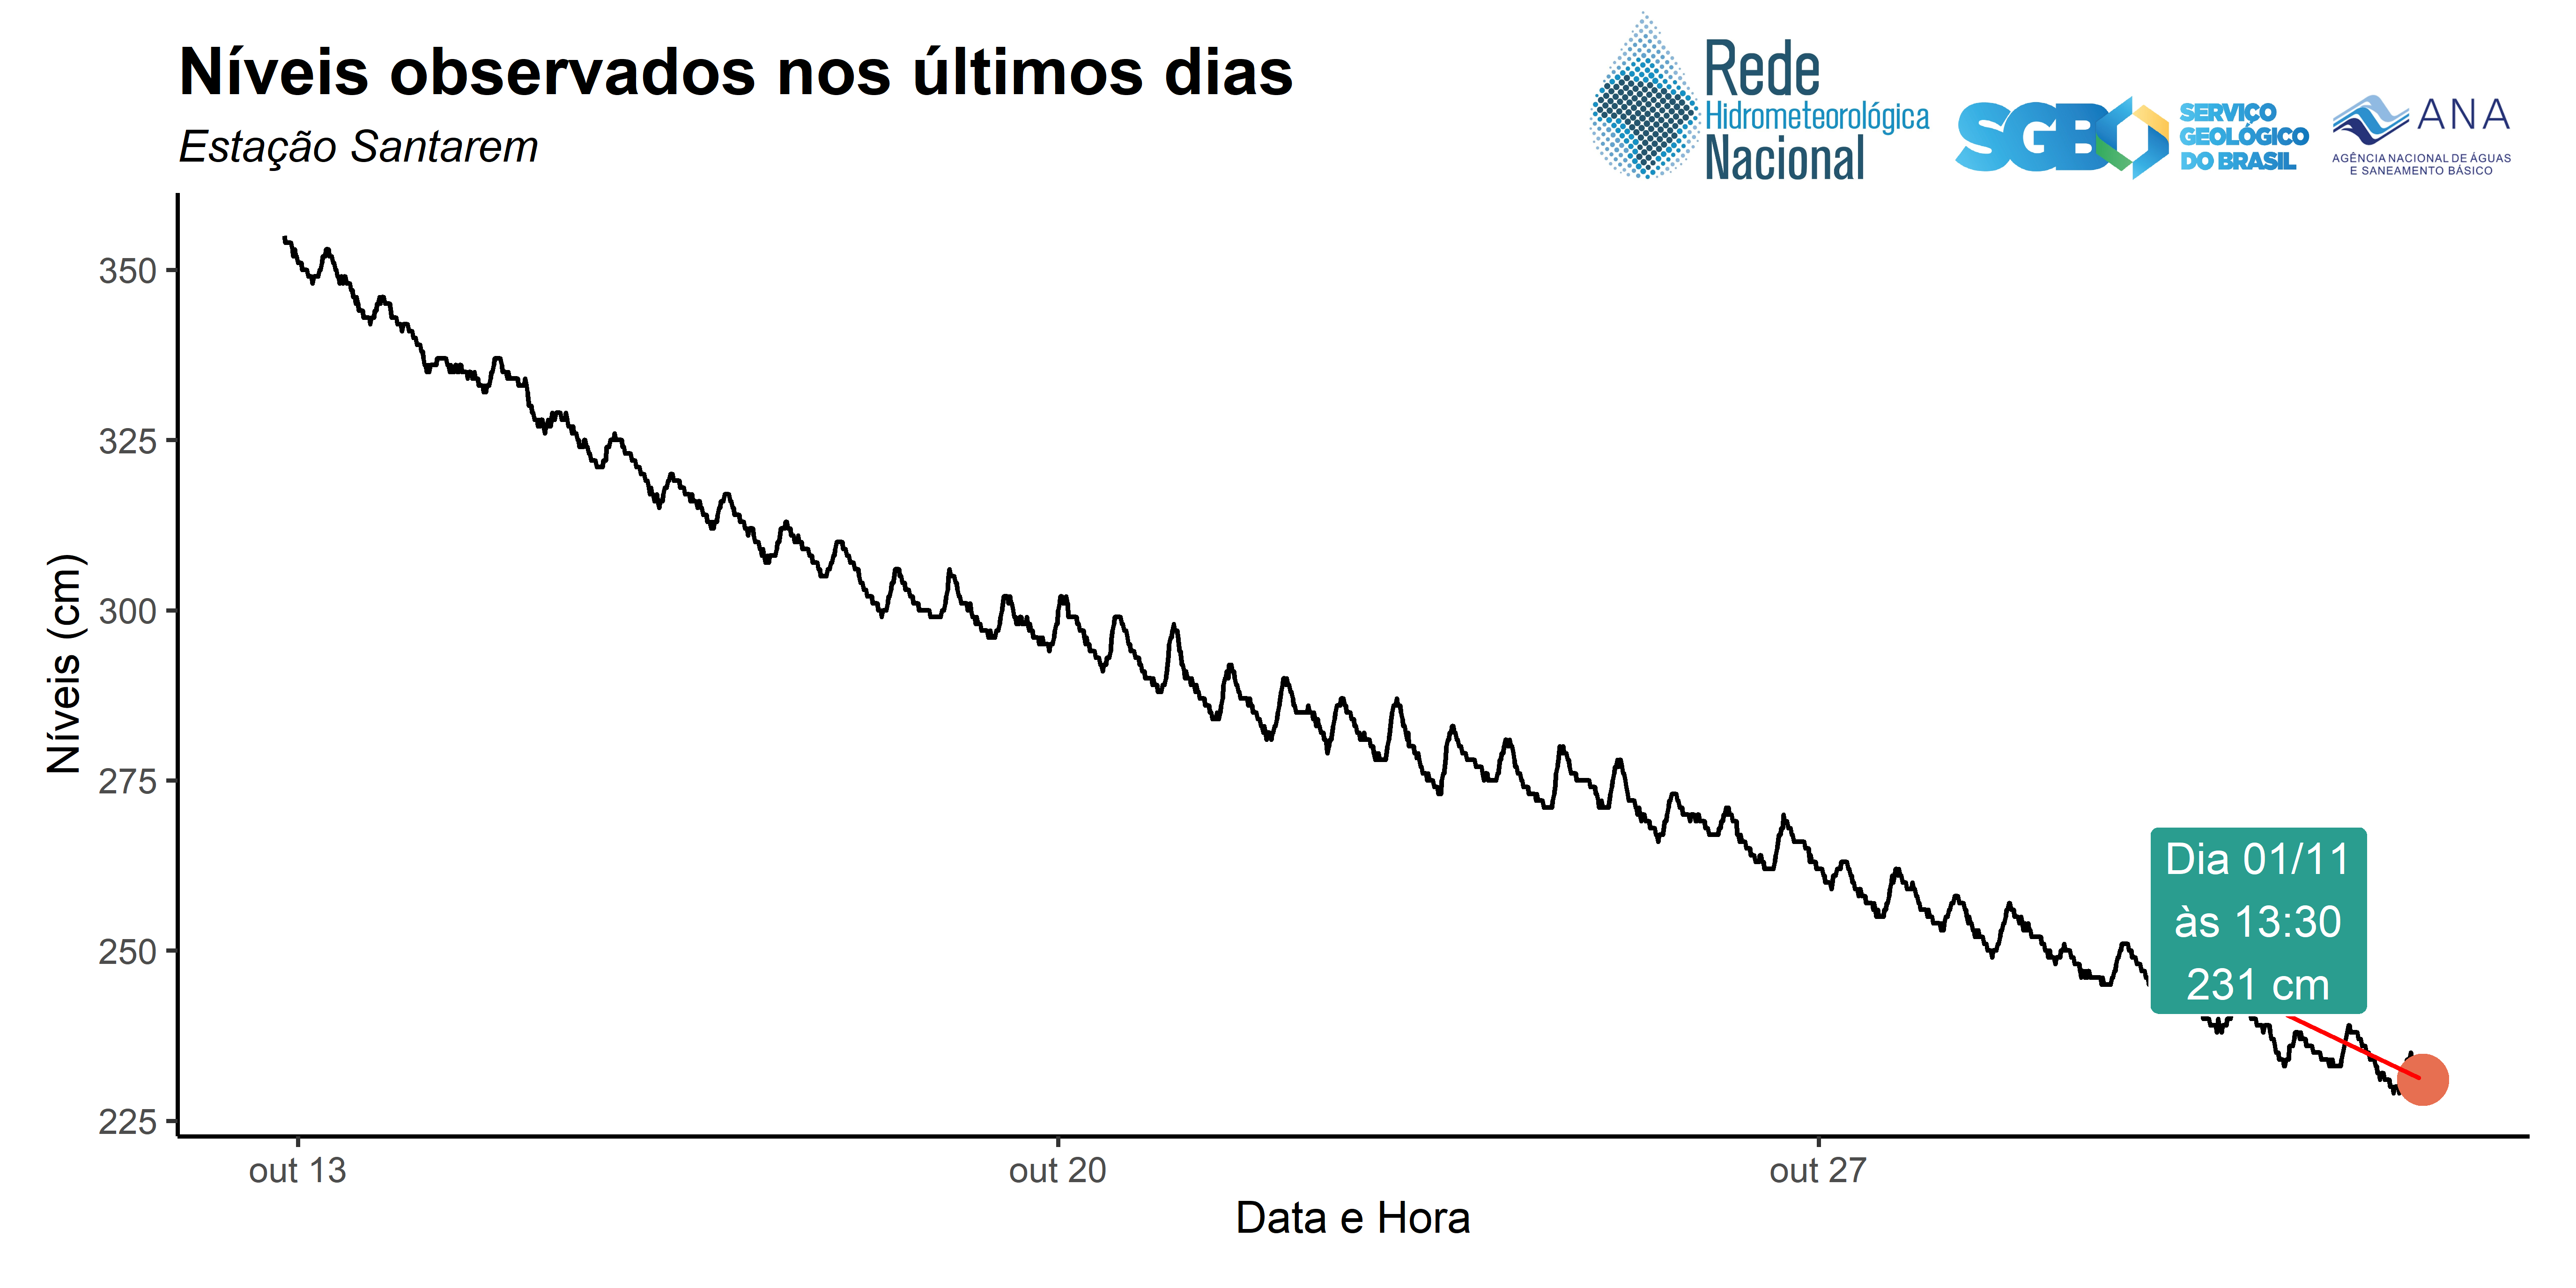 Níveis observados nos últimos dias
Estação Santarem
Rede
Hidrometeorológica
Nacional
SGB
SERVIÇO
GEOLÓGICO
DO BRASIL
ANA
AGÊNCIA NACIONAL DE ÁGUAS
E SANEAMENTO BÁSICO
Níveis (cm)
350
325
300
275
250
225
Dia 01/11
às 13:30
231 cm
out 13
out 20
out 27
Data e Hora